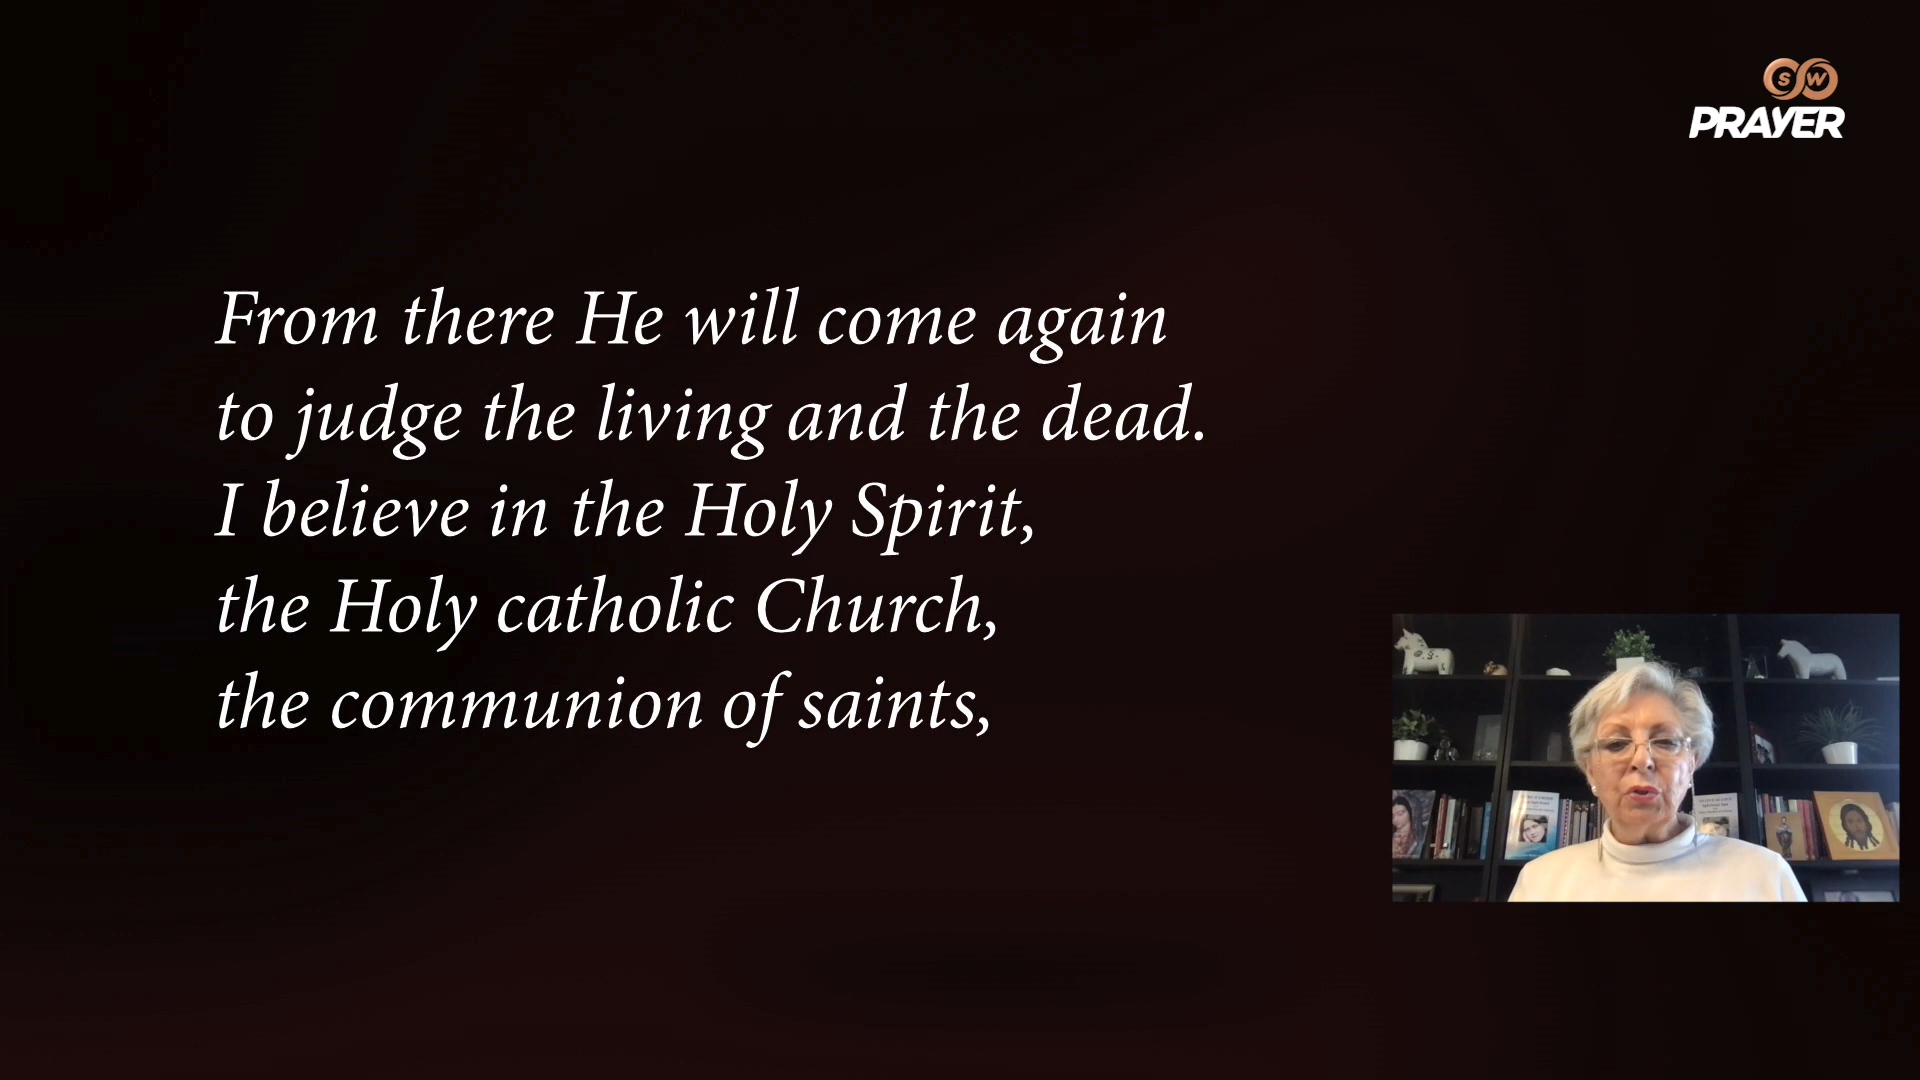 SW
PRAYER
From there He will come again
to judge the living and the dead.
I believe in the Holy Spirit,
the Holy catholic Church,
the communion of saints,